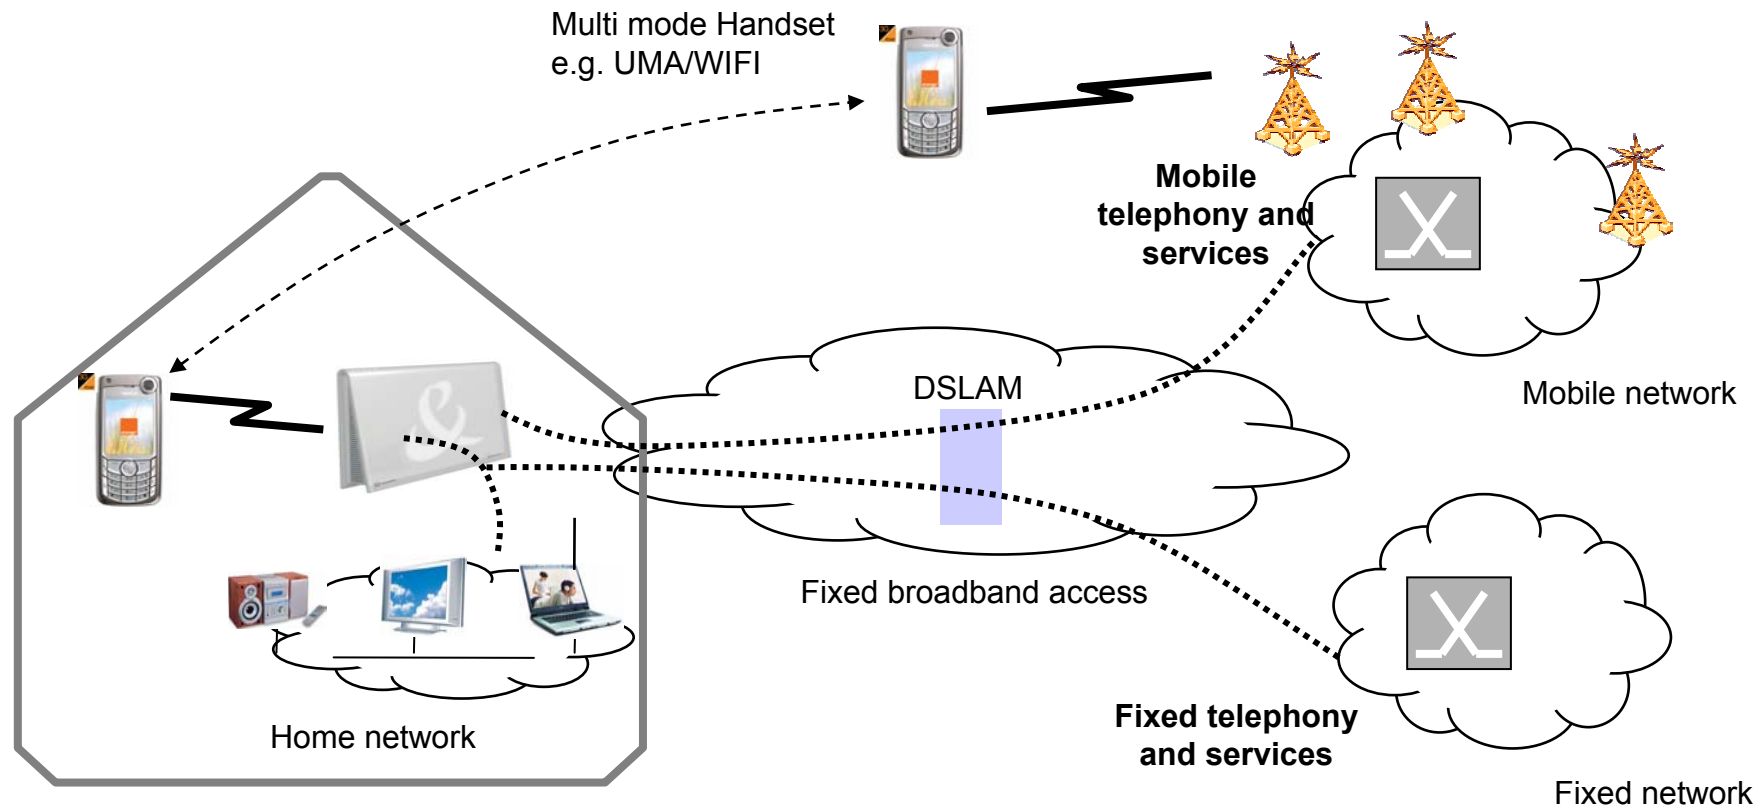 Multi mode Handset
e.g. UMA/WIFI
Mobile
telephony and
services
Mobile network
DSLAM
&
Fixed broadband access
Home network
Fixed telephony
and services
Fixed network